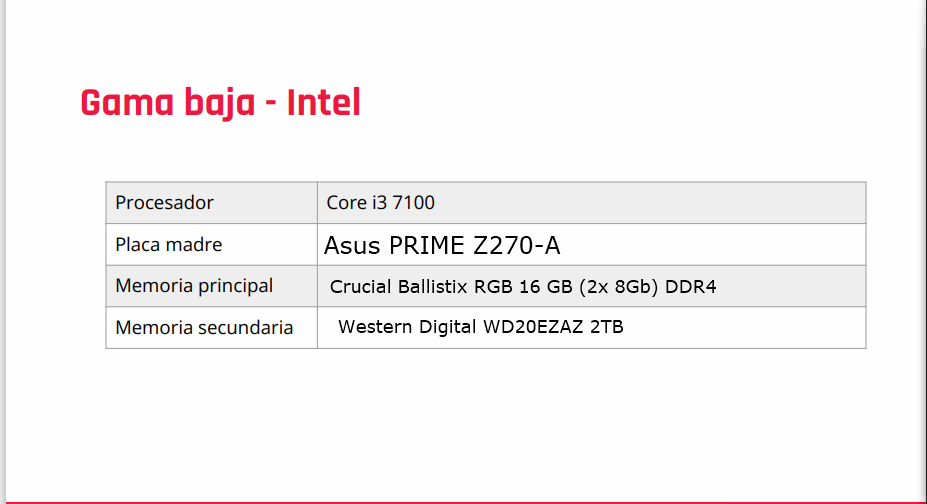 Gama baja - Intel
Procesador Core i3 7100
Placa madre Asus PRIME Z270-A
Memoria principal Crucial Ballistix RGB 16 GB (2x 8Gb) DDR4
Memoria secundaria Western Digital WD20EZAZ 2TB